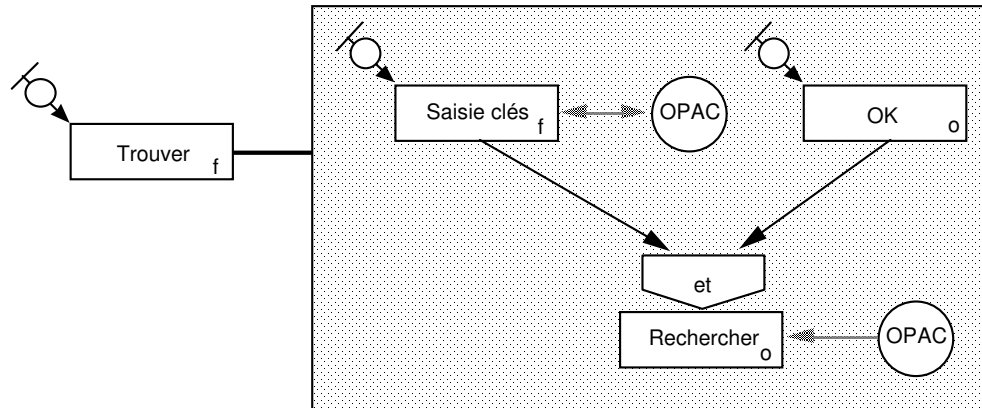 Trouver
f
Saisie clés
f
OPAC
OK
o
et
Rechercher
o
OPAC